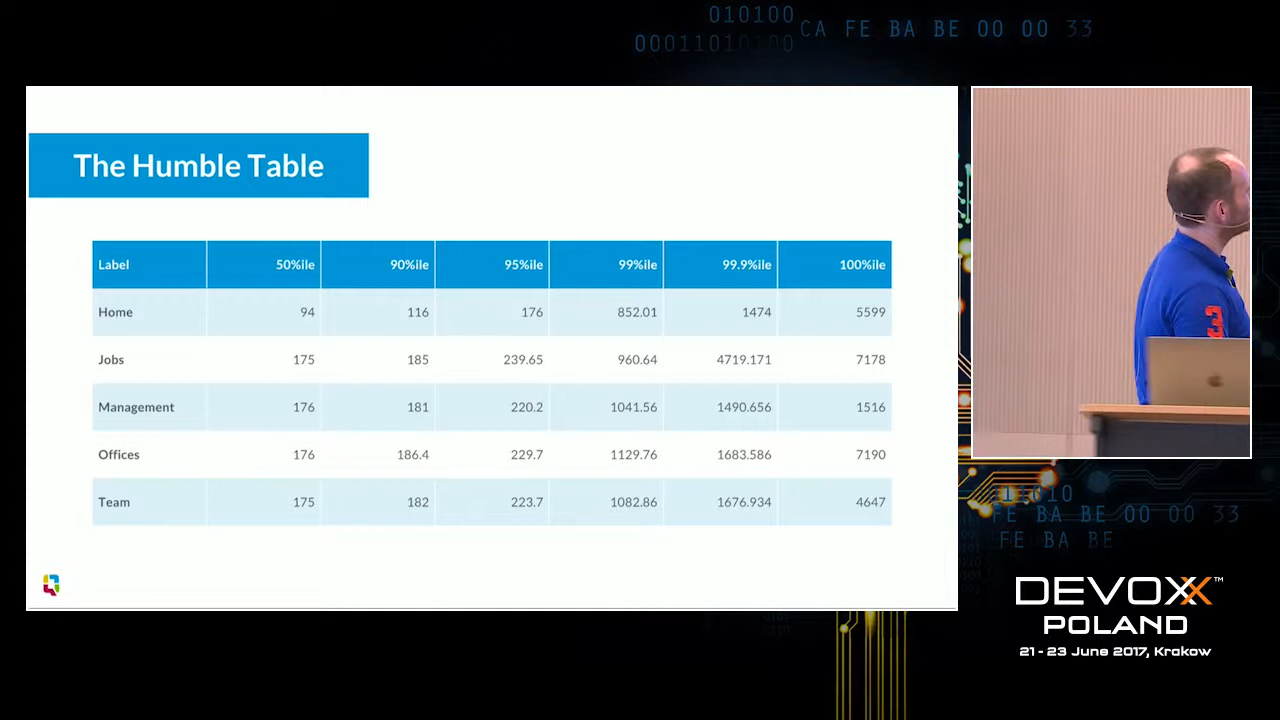 010100
00011010100
CA FE BA BE 00 00 33
The Humble Table
Label 50%ile 90%ile 95%ile 99%ile 99.9%ile 100%ile
Home 94 116 176 852.01 1474 5599
Jobs 175 185 239.65 960.64 4719.171 7178
Management 176 181 220.2 1041.56 1490.656 1516
Offices 176 186.4 229.7 1129.76 1683.586 7190
Team 175 182 223.7 1082.86 1676.934 4647
3
011010
FE BA BE 00 00 33
FE BA BE
DEVOXX™
POLAND
21 - 23 June 2017, Krakow